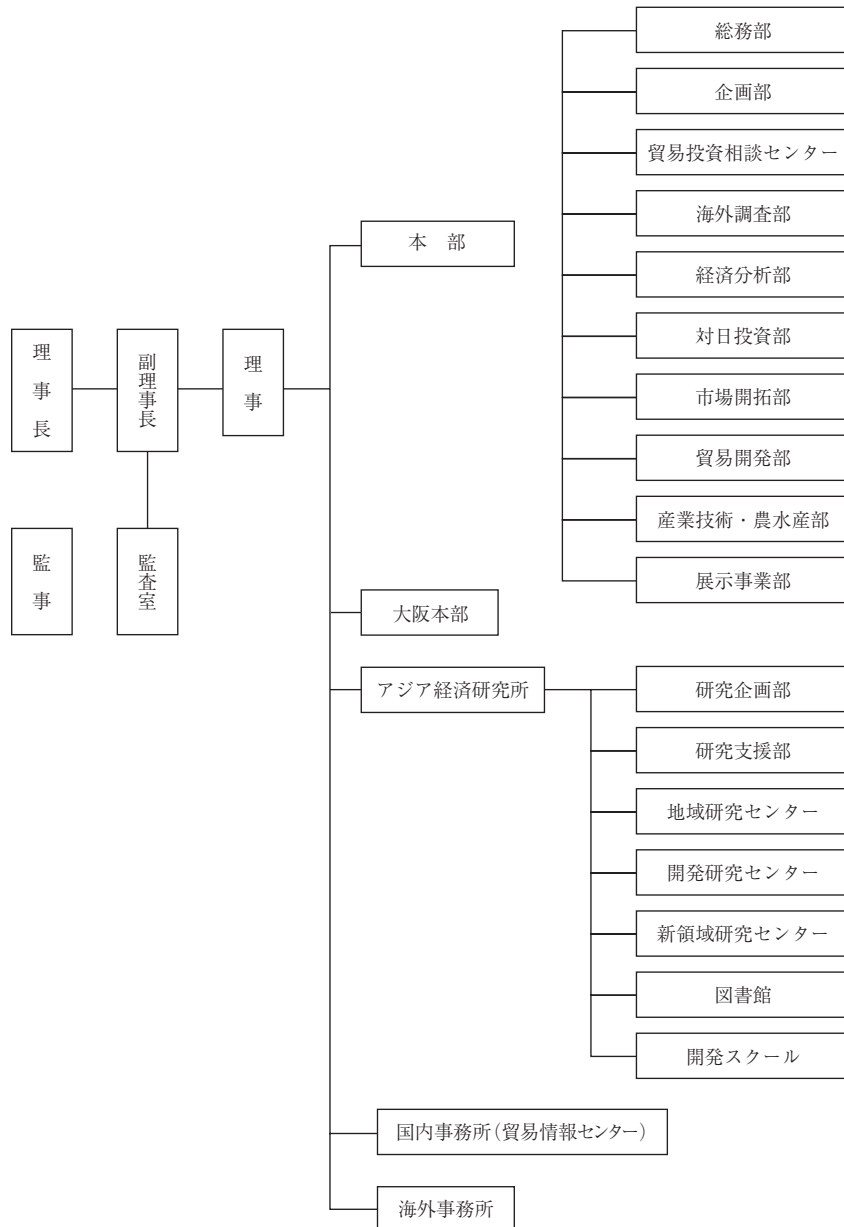 理事長
副理事長
理事
監事
監査室
本　部
総務部
企画部
貿易投資相談センター
海外調査部
経済分析部
対日投資部
市場開拓部
貿易開発部
産業技術・農水産部
展示事業部
大阪本部
アジア経済研究所
研究企画部
研究支援部
地域研究センター
開発研究センター
新領域研究センター
図書館
開発スクール
国内事務所(貿易情報センター)
海外事務所